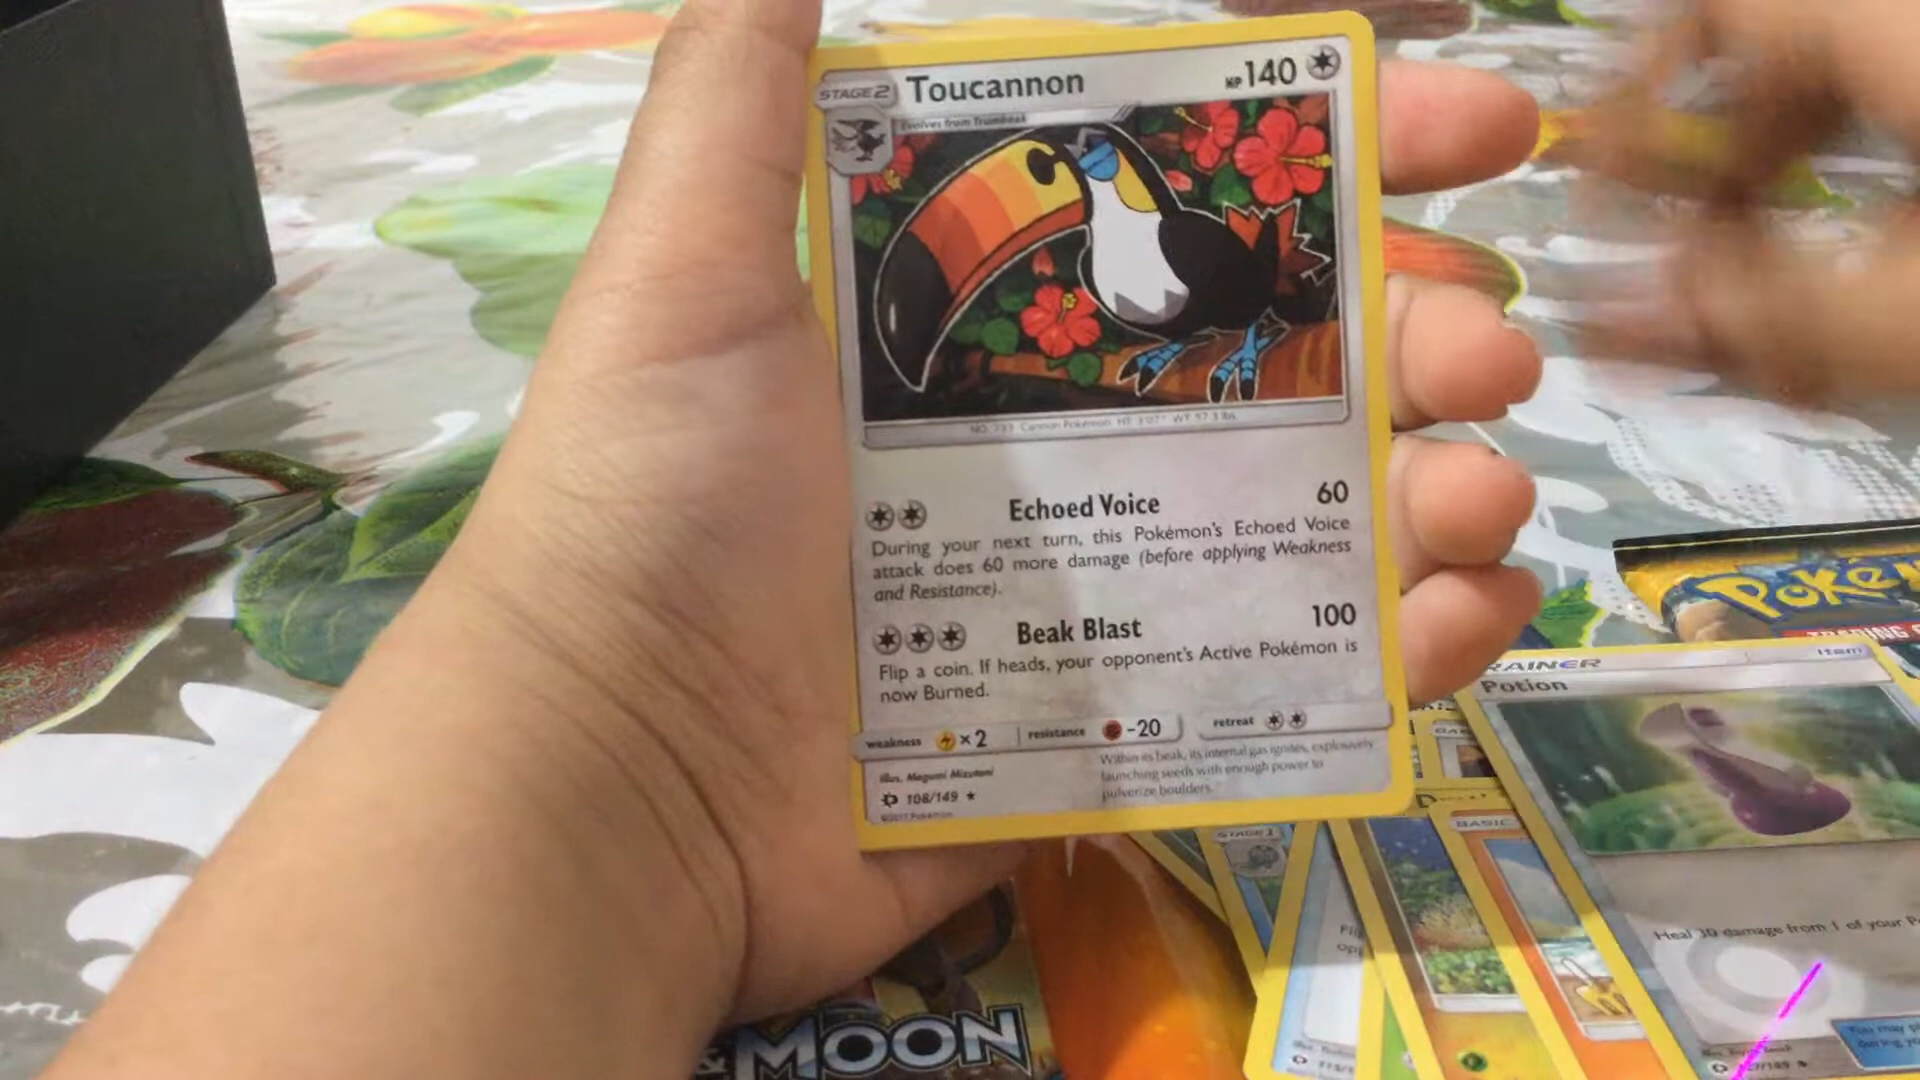 STAGE 2 Toucannon HP 140
Evolves from Trumbeak
NO. 733 Cannon Pokémon HT: 3'07" WT: 57.3 lbs.
Echoed Voice 60
During your next turn, this Pokémon's Echoed Voice
attack does 60 more damage (before applying Weakness
and Resistance).
Beak Blast 100
Flip a coin. If heads, your opponent's Active Pokémon is
now Burned.
weakness ×2 resistance -20 retreat
Within its beak, its internal gas ignites, explosively
launching seeds with enough power to
pulverize boulders.
Illus. Megumi Mizutani
108/149 ★
©2017 Pokémon
Poké
RAINER Item
Potion
Heal 30 damage from 1 of your
STAGE 1
BASIC
& MOON